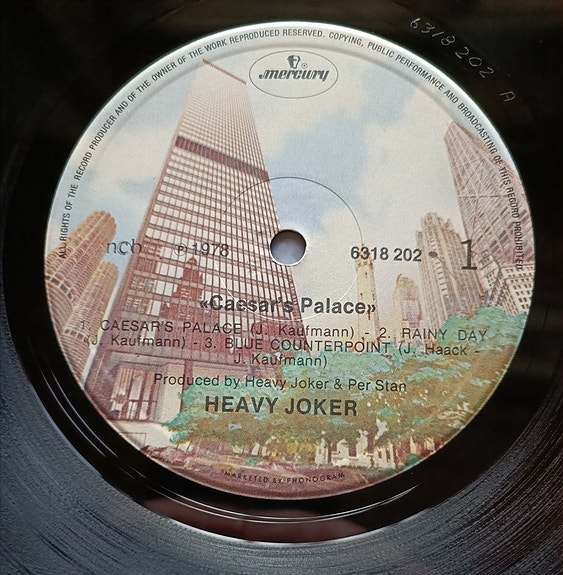 6318202 A
ALL RIGHTS OF THE RECORD PRODUCER AND OF THE OWNER OF THE WORK REPRODUCED RESERVED. COPYING, PUBLIC PERFORMANCE AND BROADCASTING OF THIS RECORD PROHIBITED
mercury
ncb ℗ 1978 6318 202 • 1
«Caesar's Palace»
1. CAESAR'S PALACE (J. Kaufmann) - 2. RAINY DAY
(J. Kaufmann) - 3. BLUE COUNTERPOINT (J. Haack -
J. Kaufmann)
Produced by Heavy Joker & Per Stan
HEAVY JOKER
MARKETED BY PHONOGRAM